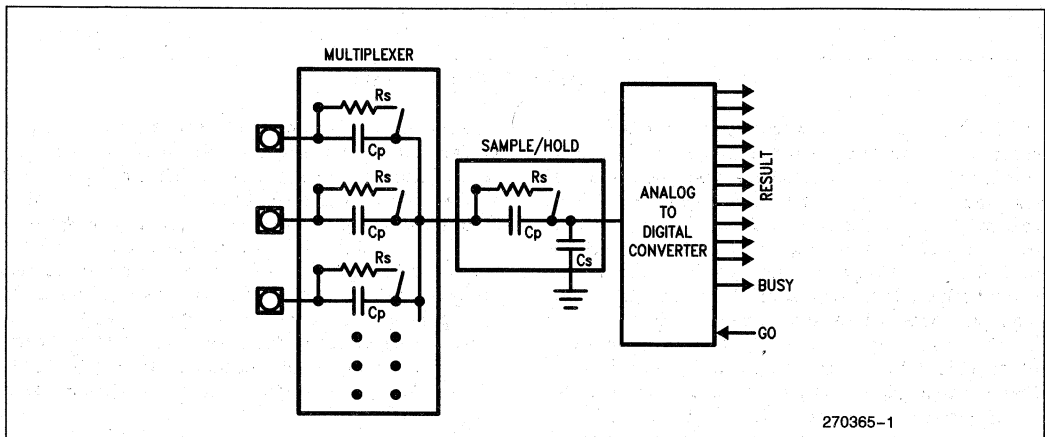 MULTIPLEXER
Rs
Cp
Rs
Cp
Rs
Cp
SAMPLE/HOLD
Rs
Cp
Cs
ANALOG
TO
DIGITAL
CONVERTER
RESULT
BUSY
GO
270365-1